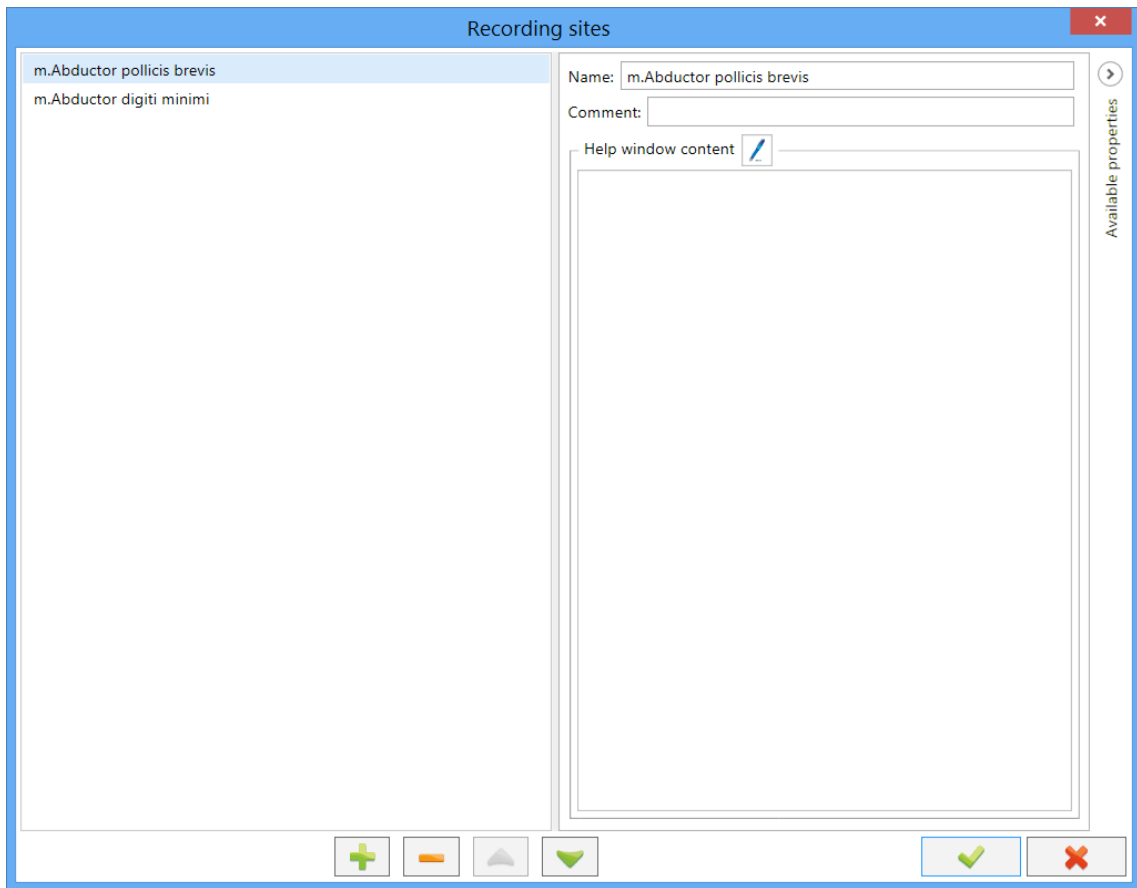 Recording sites
m.Abductor pollicis brevis
m.Abductor digiti minimi
Name: m.Abductor pollicis brevis
Comment:
Help window content
Available properties